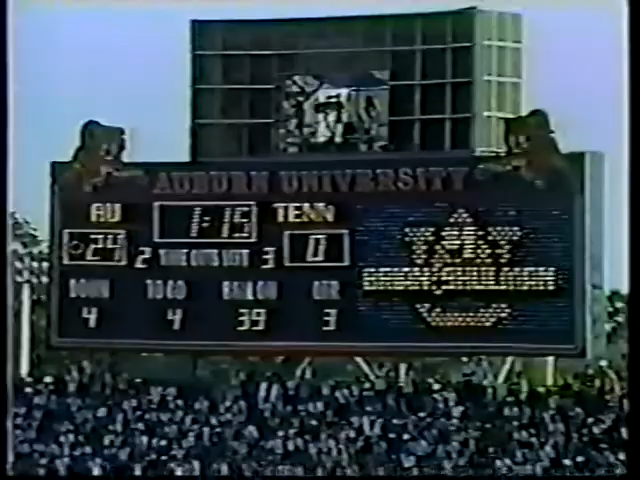 AUBURN UNIVERSITY
AU 1:15 TENN
24 0
2 TIME OUTS LEFT 3
DOWN TO GO BALL ON QTR
4 4 39 3